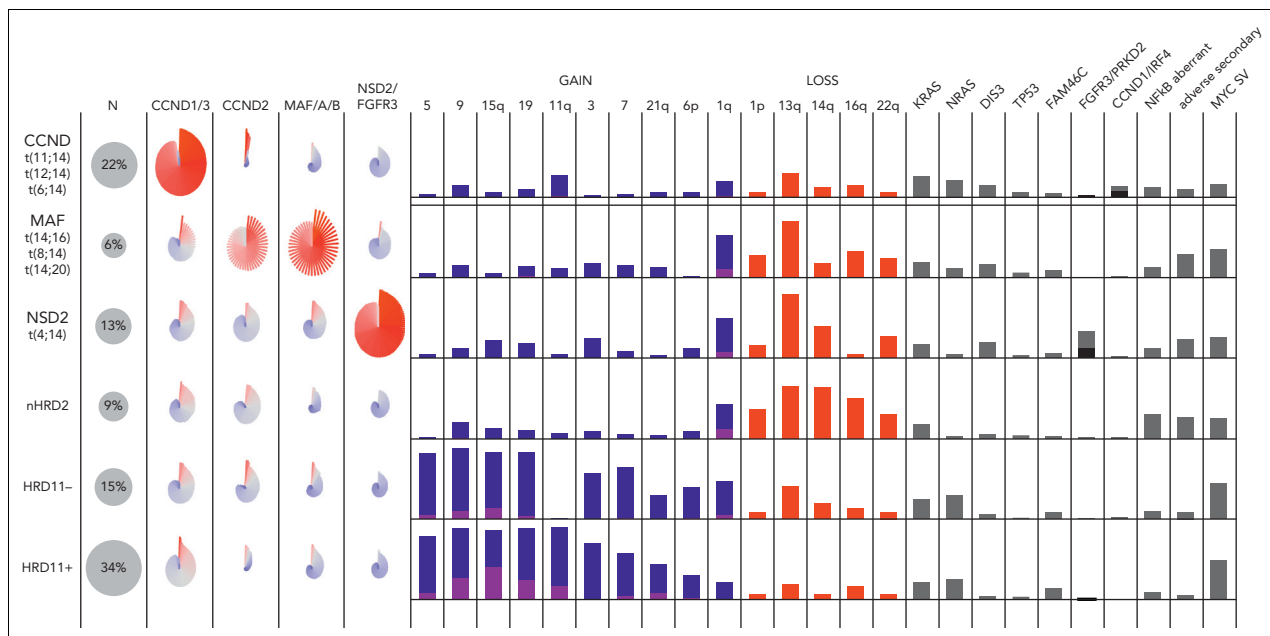 NSD2/
FGFR3
GAIN
LOSS
N
CCND1/3
CCND2
MAF/A/B
5
9
15q
19
11q
3
7
21q
6p
1q
1p
13q
14q
16q
22q
KRAS
NRAS
DIS3
TP53
FAM46C
FGFR3/PRKD2
CCND1/IRF4
NFkB aberrant
adverse secondary
MYC SV
CCND
t(11;14)
t(12;14)
t(6;14)
22%
MAF
t(14;16)
t(8;14)
t(14;20)
6%
NSD2
t(4;14)
13%
nHRD2
9%
HRD11–
15%
HRD11+
34%